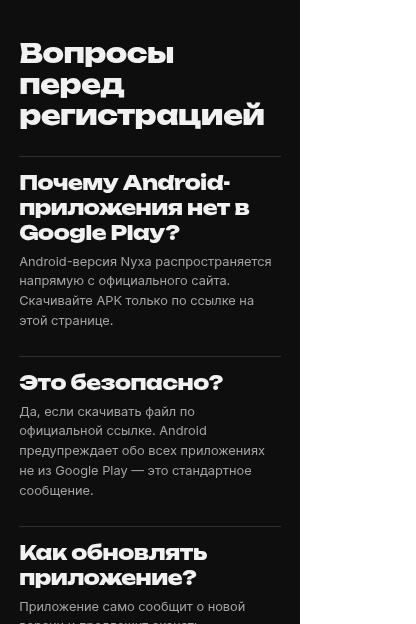 Вопросы
перед
регистрацией
Почему Android-
приложения нет в
Google Play?
Android-версия Nyxa распространяется
напрямую с официального сайта.
Скачивайте APK только по ссылке на
этой странице.
Это безопасно?
Да, если скачивать файл по
официальной ссылке. Android
предупреждает обо всех приложениях
не из Google Play — это стандартное
сообщение.
Как обновлять
приложение?
Приложение само сообщит о новой